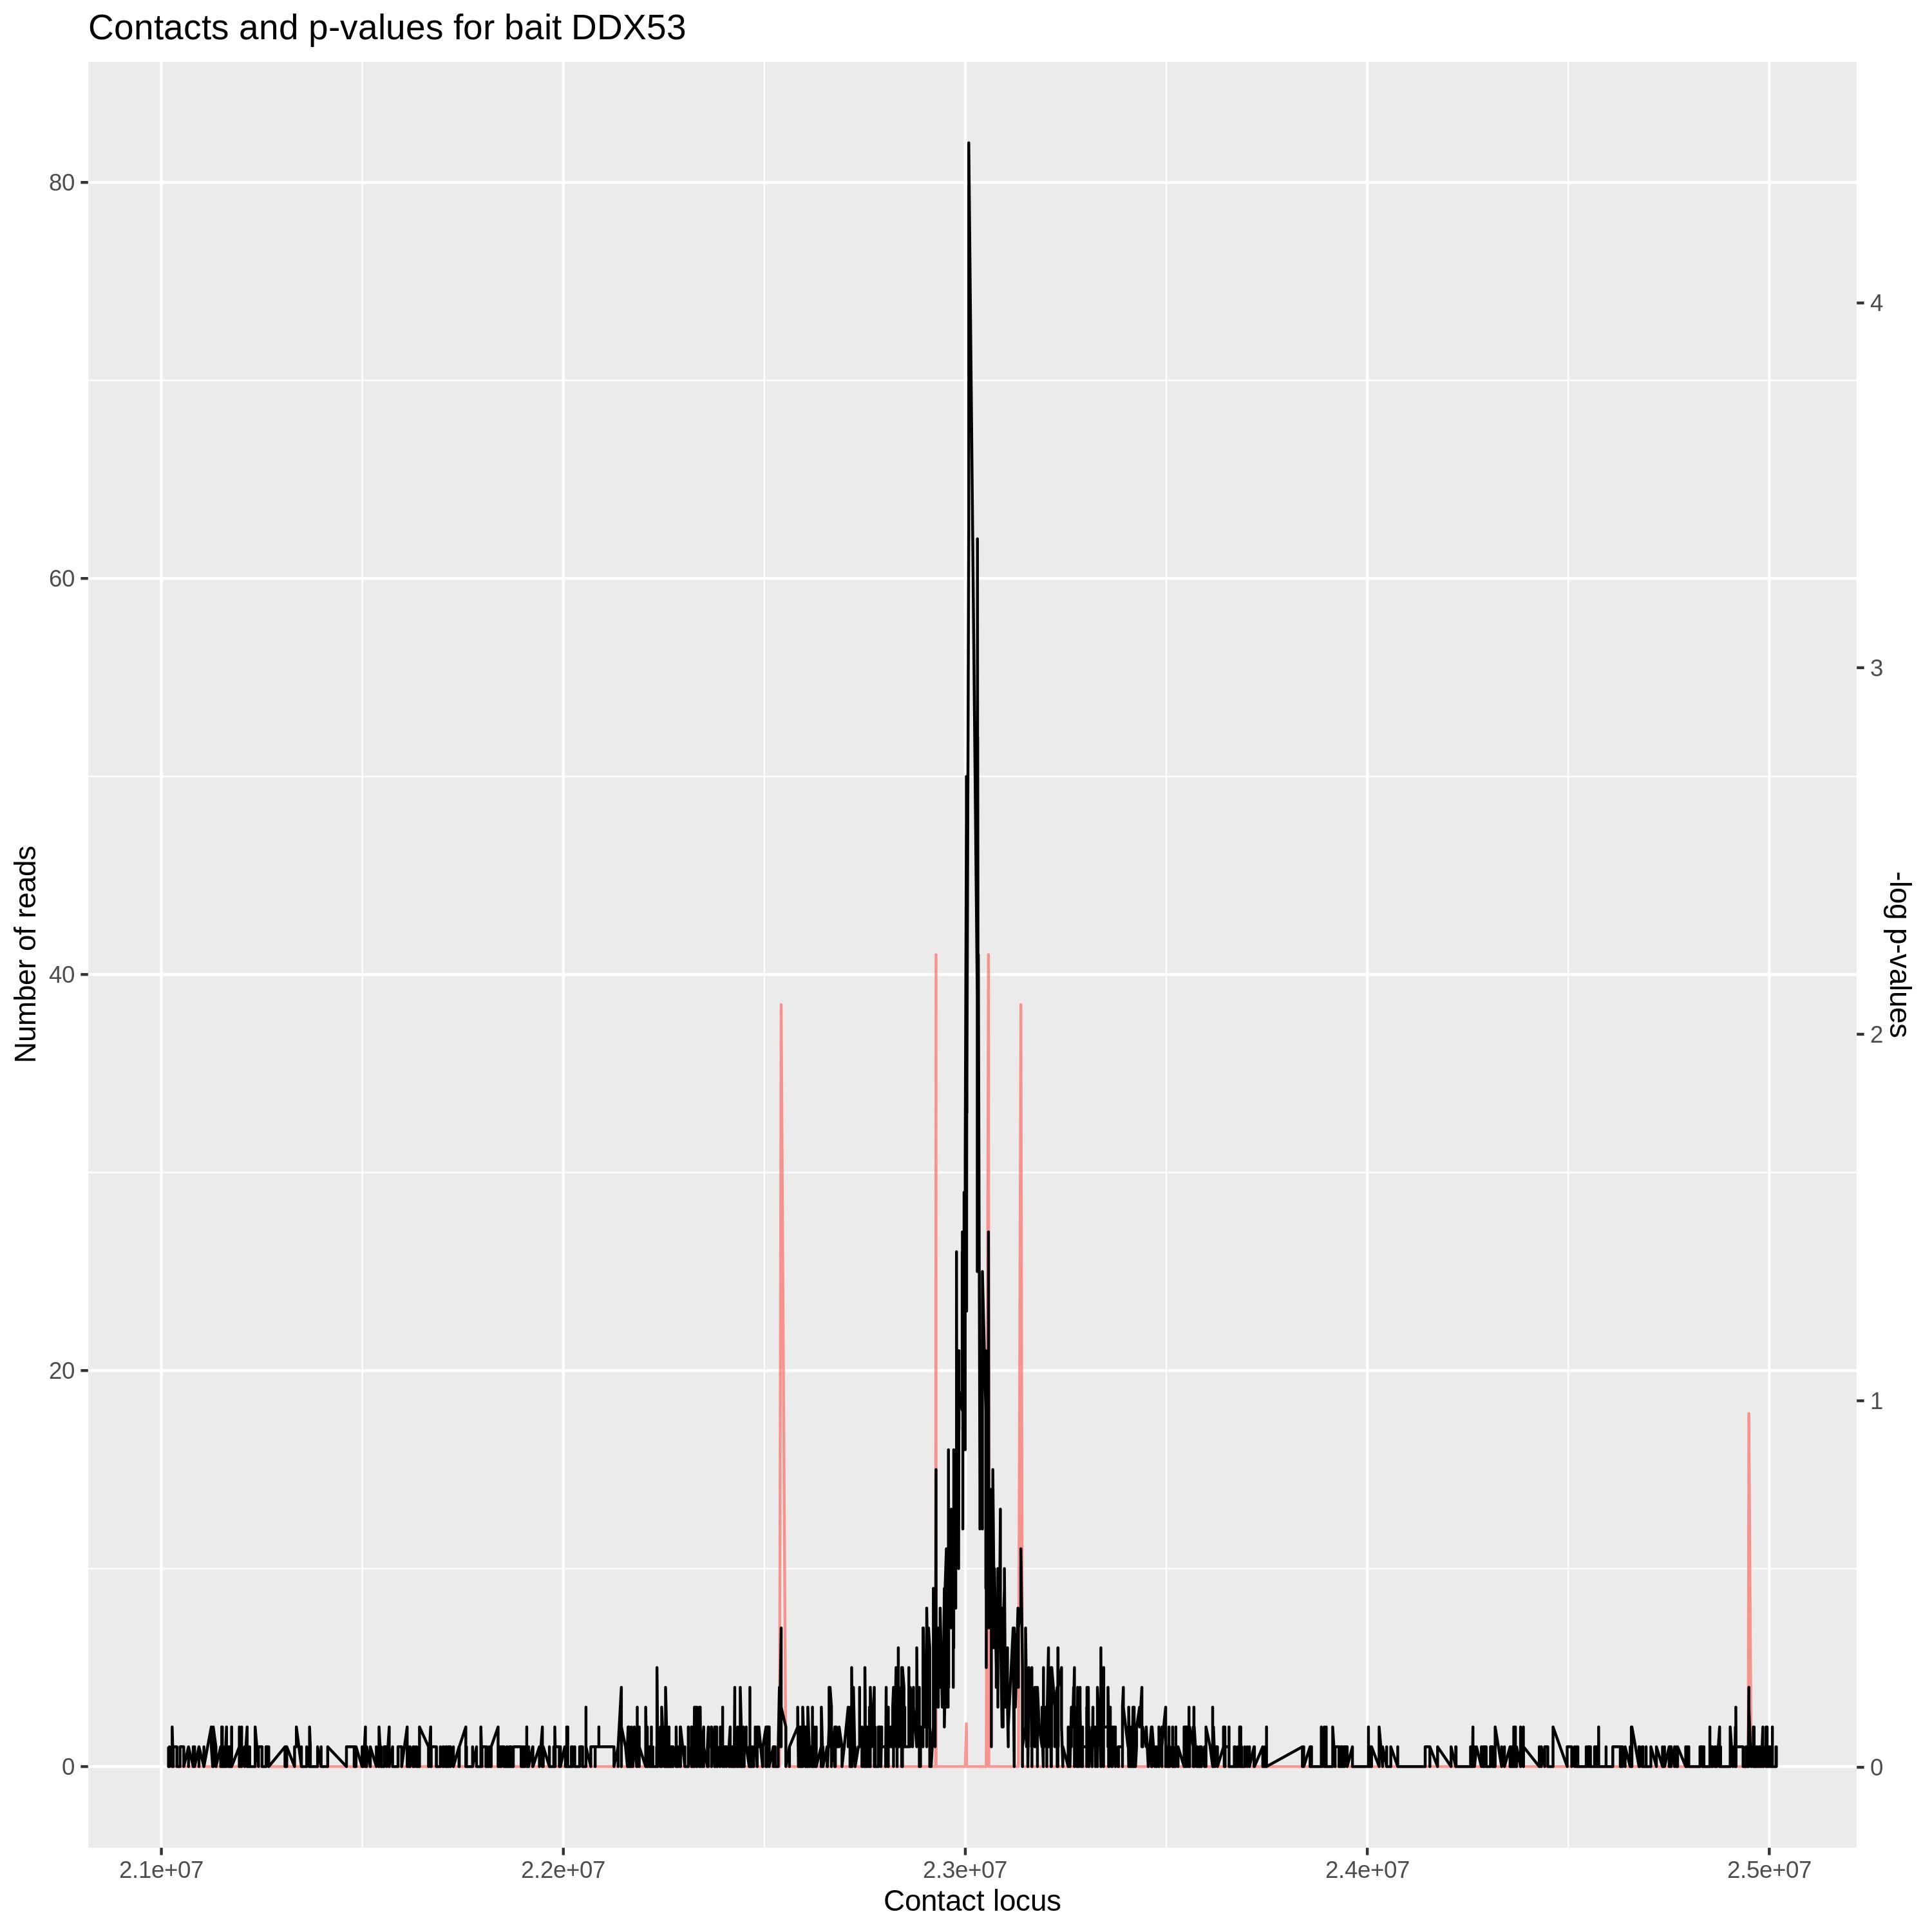 Contacts and p-values for bait DDX53
Number of reads
80
60
40
20
0
-log p-values
4
3
2
1
0
2.1e+07
2.2e+07
2.3e+07
2.4e+07
2.5e+07
Contact locus